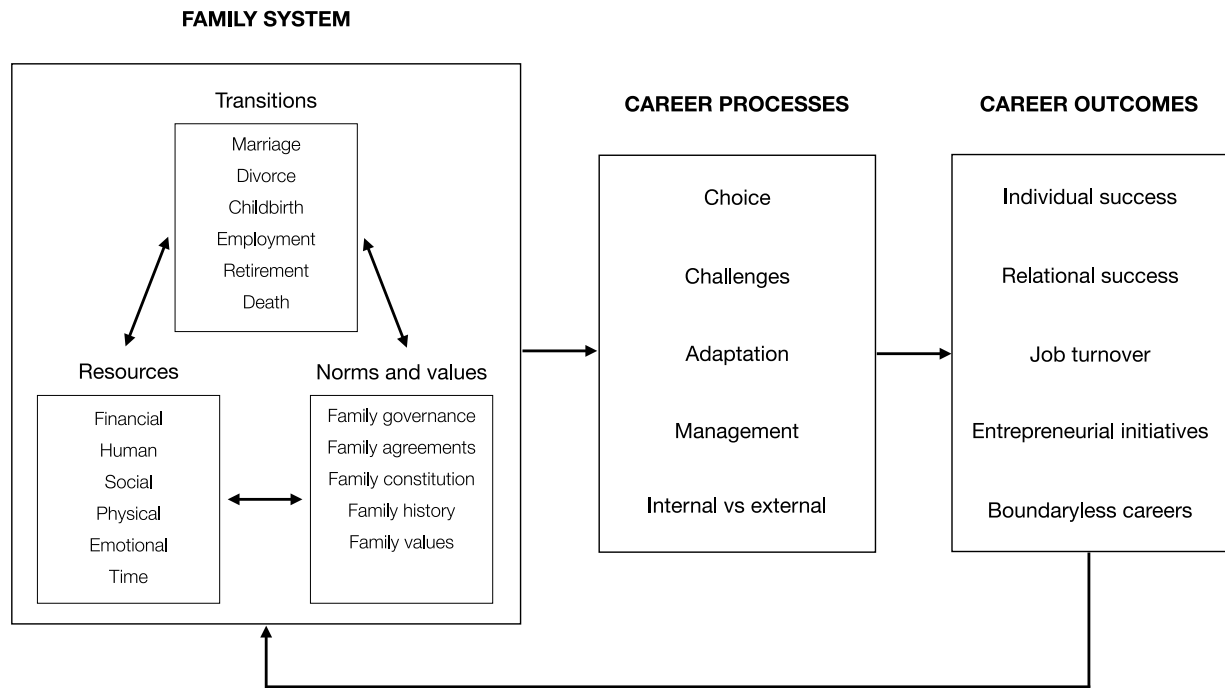 FAMILY SYSTEM
Transitions
Marriage
Divorce
Childbirth
Employment
Retirement
Death
Resources
Financial
Human
Social
Physical
Emotional
Time
Norms and values
Family governance
Family agreements
Family constitution
Family history
Family values
CAREER PROCESSES
Choice
Challenges
Adaptation
Management
Internal vs external
CAREER OUTCOMES
Individual success
Relational success
Job turnover
Entrepreneurial initiatives
Boundaryless careers